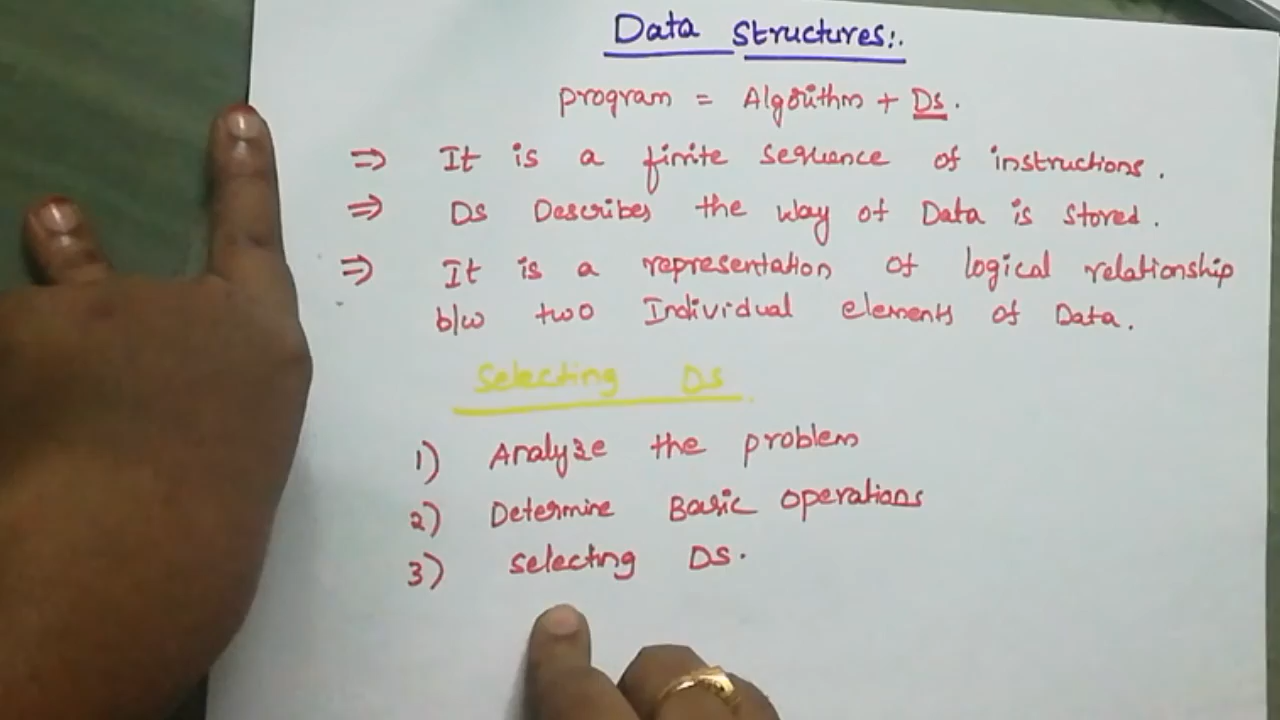 Data Structures:.
program = Algorithm + Ds.
⇒ It is a finite sequence of instructions.
⇒ Ds Describes the way of Data is stored.
⇒ It is a representation of logical relationship
b/w two Individual elements of Data.
Selecting Ds
1) Analyze the problem
2) Determine Basic operations
3) Selecting DS.